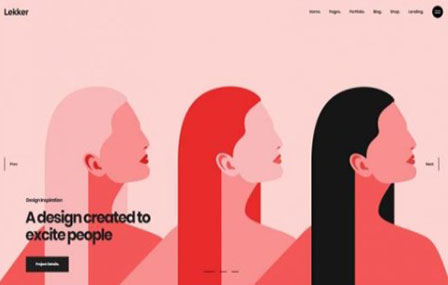 Lekker
Home. Pages. Portfolio. Blog. Shop. Landing.
Prev
Next
Design Inspiration
A design created to
excite people
Project Details